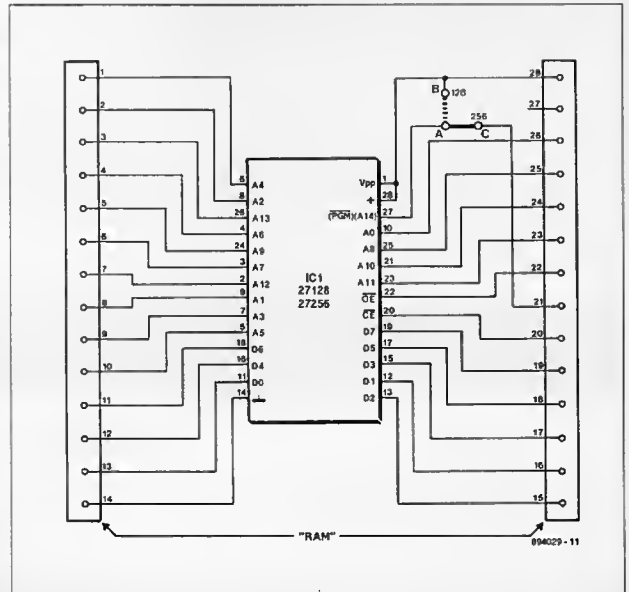 1
28
B 128
2
27
256
3
A C
26
4
25
5
24
6
23
7
22
8
21
9
20
10
19
11
18
12
17
13
16
14
15
6 A4
8 A2
26 A13
4 A6
24 A9
3 A7
2 A12
9 A1
7 A3
5 A5
18 D6
16 D4
11 D0
14
IC1
27128
27256
Vpp 1
+ 28
(PGM)(A14) 27
A0 10
A8 25
A10 21
A11 23
OE 22
CE 20
D7 19
D5 17
D3 15
D1 12
D2 13
"RAM"
894029 - 11